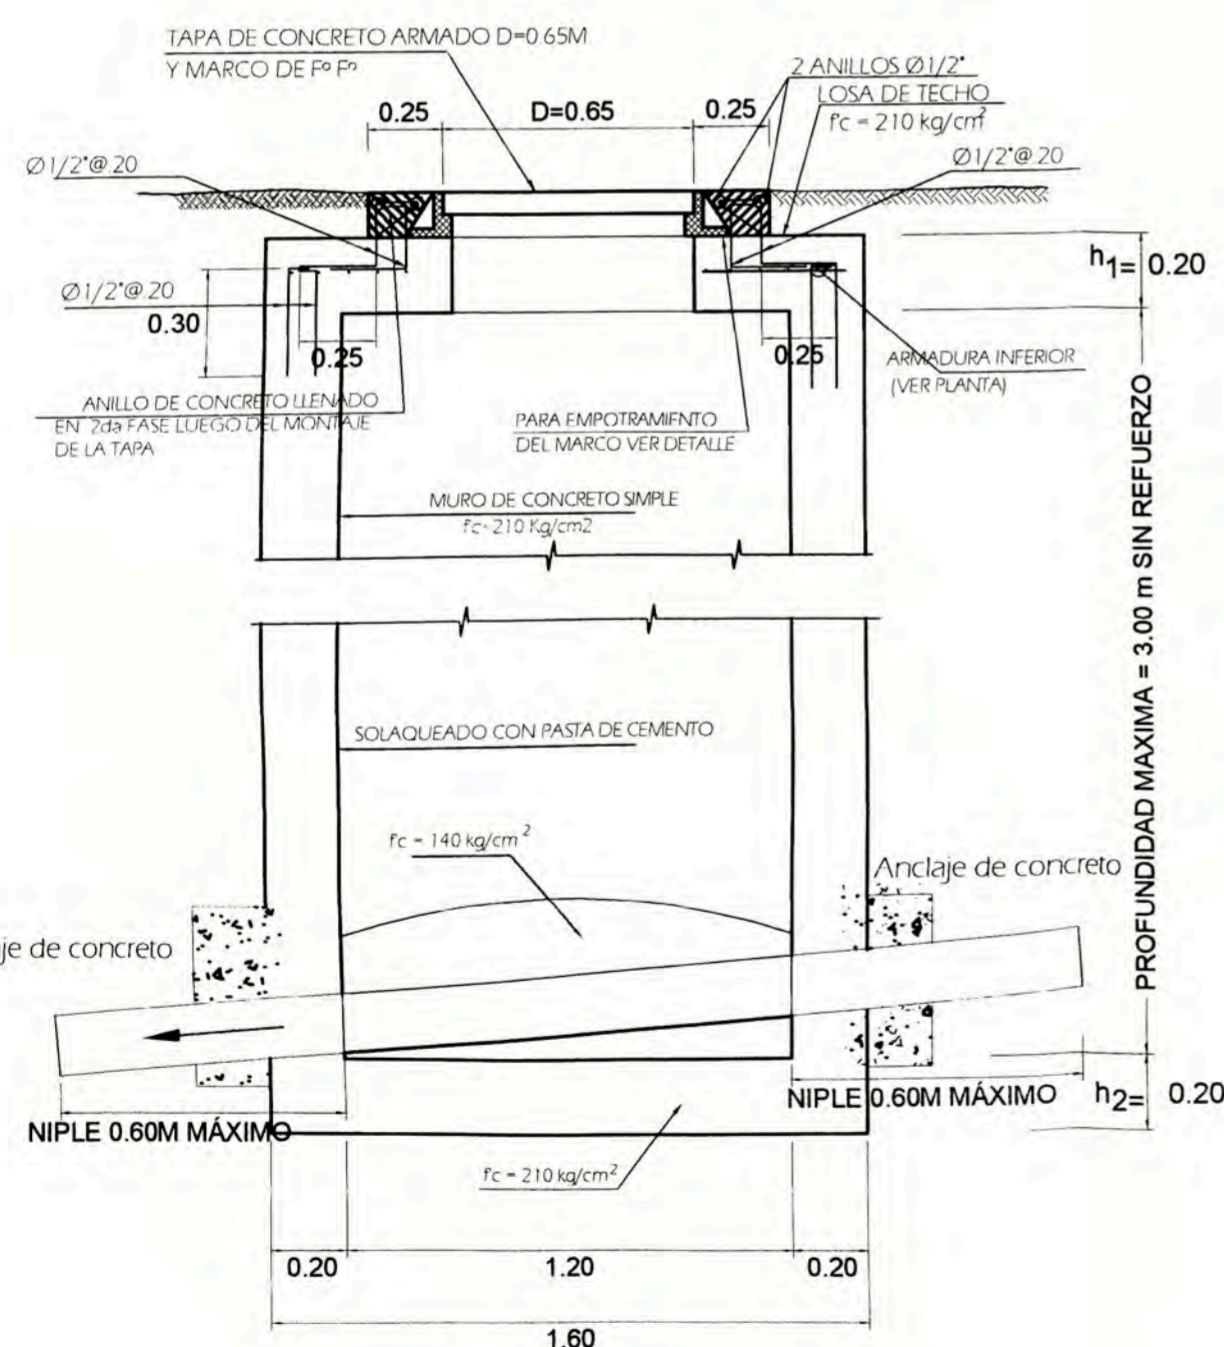 TAPA DE CONCRETO ARMADO D=0.65M
Y MARCO DE Fº Fº
2 ANILLOS Ø1/2"
LOSA DE TECHO
f'c = 210 kg/cm²
0.25
D=0.65
0.25
Ø1/2"@.20
Ø1/2"@.20
h1= 0.20
Ø1/2"@.20
0.30
0.25
0.25
ARMADURA INFERIOR
(VER PLANTA)
ANILLO DE CONCRETO LLENADO
EN 2da FASE LUEGO DEL MONTAJE
DE LA TAPA
PARA EMPOTRAMIENTO
DEL MARCO VER DETALLE
MURO DE CONCRETO SIMPLE
f'c=210 Kg/cm2
PROFUNDIDAD MAXIMA = 3.00 m SIN REFUERZO
SOLAQUEADO CON PASTA DE CEMENTO
f'c = 140 kg/cm²
Anclaje de concreto
je de concreto
NIPLE 0.60M MÁXIMO
NIPLE 0.60M MÁXIMO
h2= 0.20
f'c = 210 kg/cm²
0.20
1.20
0.20
1.60